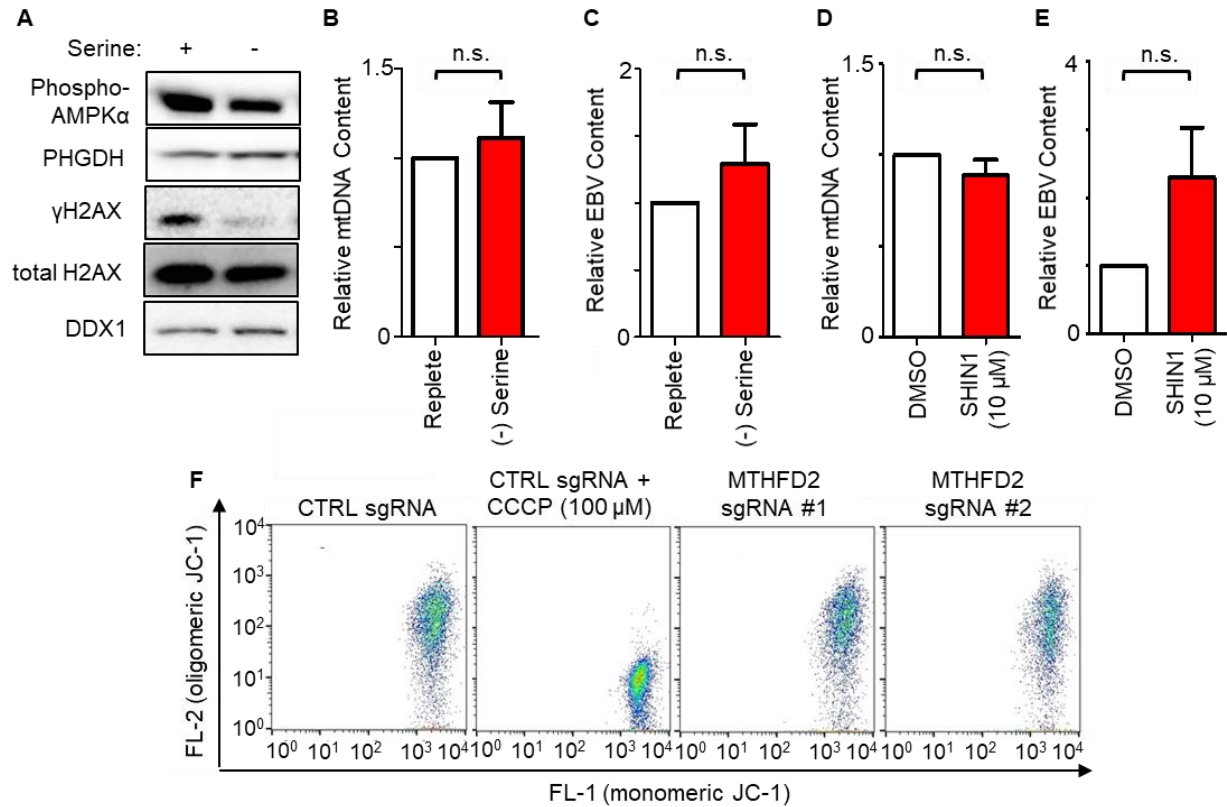 A
Serine: + -
Phospho-
AMPKα
PHGDH
γH2AX
total H2AX
DDX1
B
n.s.
1.5
0
Relative mtDNA Content
Replete
(-) Serine
C
n.s.
2
1
0
Relative EBV Content
Replete
(-) Serine
D
n.s.
1.5
0
Relative mtDNA Content
DMSO
SHIN1
(10 µM)
E
n.s.
4
2
0
Relative EBV Content
DMSO
SHIN1
(10 µM)
F
CTRL sgRNA
CTRL sgRNA +
CCCP (100 µM)
MTHFD2
sgRNA #1
MTHFD2
sgRNA #2
FL-2 (oligomeric JC-1)
10⁴
10³
10²
10¹
10⁰
10⁰ 10¹ 10² 10³ 10⁴
10⁰ 10¹ 10² 10³ 10⁴
10⁰ 10¹ 10² 10³ 10⁴
10⁰ 10¹ 10² 10³ 10⁴
FL-1 (monomeric JC-1)